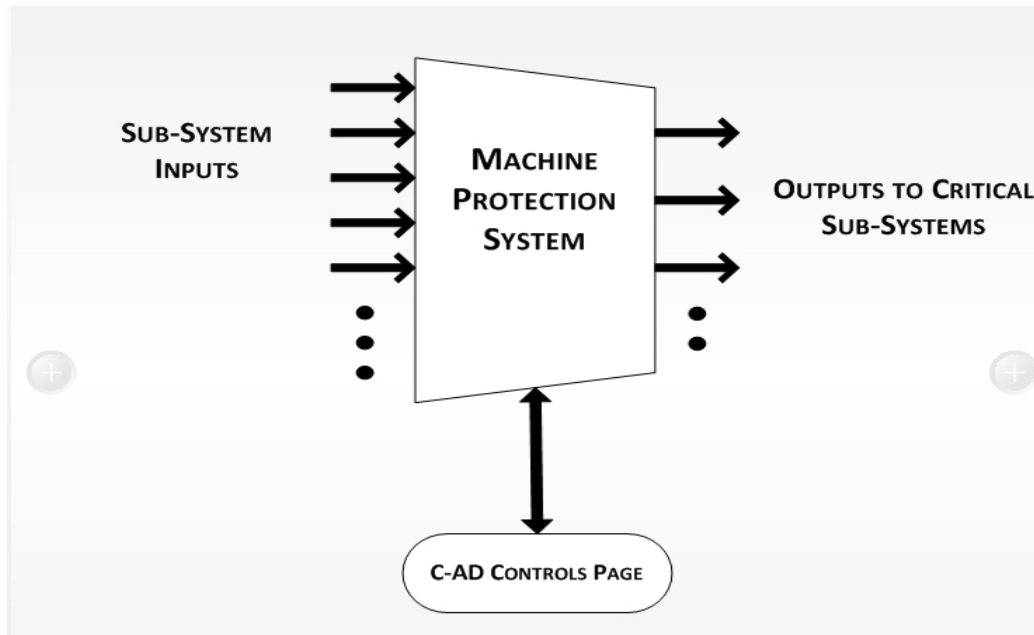 Sub-System
Inputs
Machine
Protection
System
Outputs to Critical
Sub-Systems
C-AD Controls Page